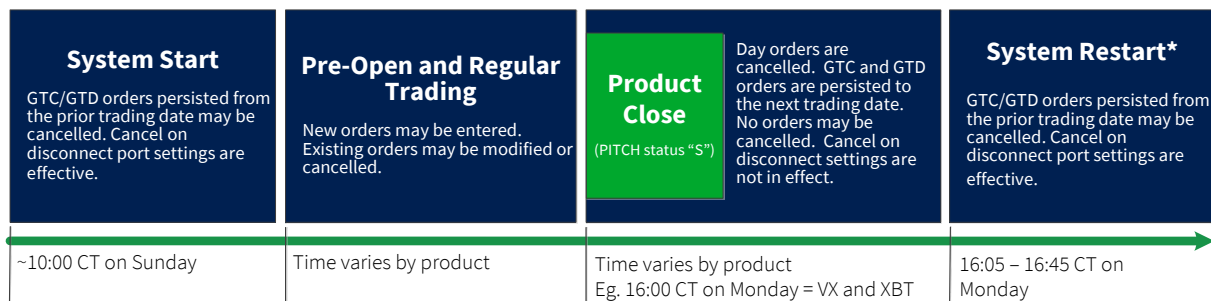 System Start
GTC/GTD orders persisted from
the prior trading date may be
cancelled. Cancel on
disconnect port settings are
effective.
Pre-Open and Regular
Trading
New orders may be entered.
Existing orders may be modified or
cancelled.
Product
Close
(PITCH status “S”)
Day orders are
cancelled. GTC and GTD
orders are persisted to
the next trading date.
No orders may be
cancelled. Cancel on
disconnect settings are
not in effect.
System Restart*
GTC/GTD orders persisted from
the prior trading date may be
cancelled. Cancel on
disconnect port settings are
effective.
~10:00 CT on Sunday
Time varies by product
Time varies by product
Eg. 16:00 CT on Monday = VX and XBT
16:05 – 16:45 CT on
Monday